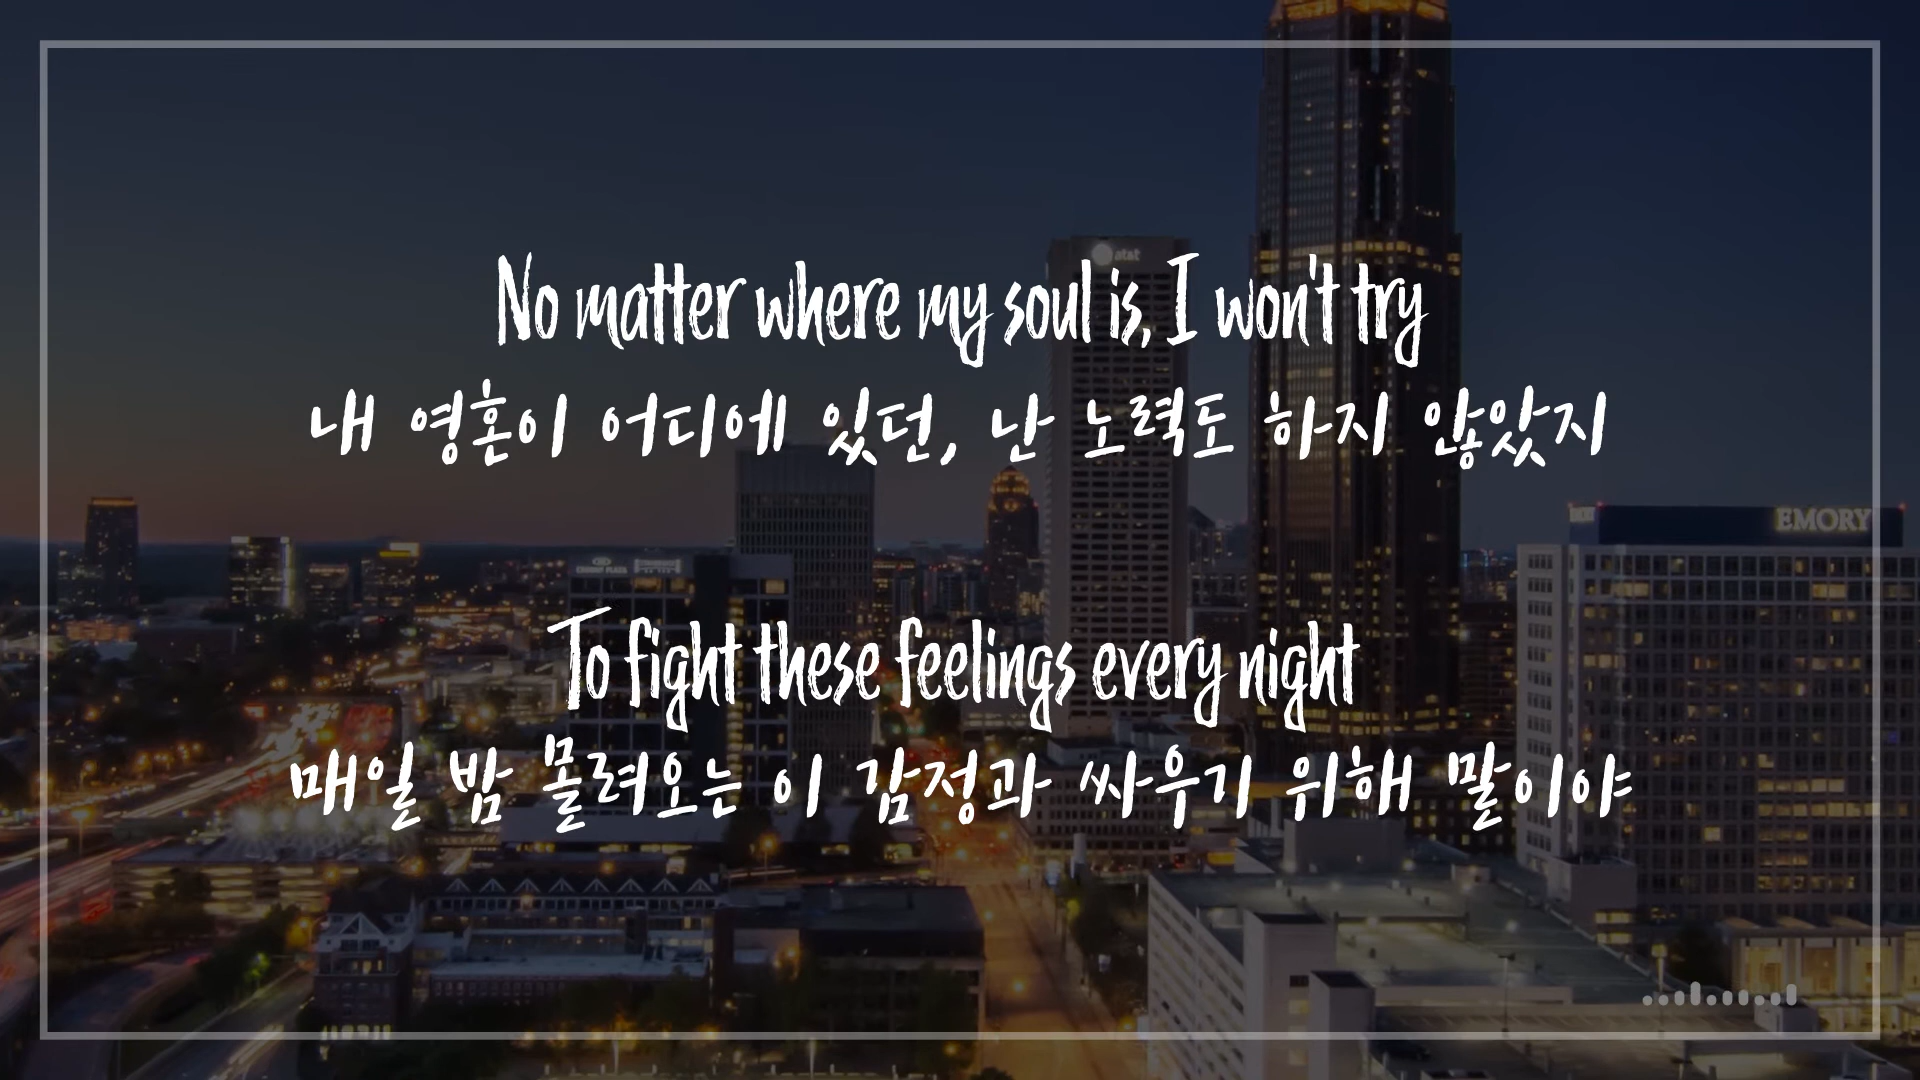 at&t
No matter where my soul is, I won't try
내 영혼이 어디에 있던, 난 노력도 하지 않았지
EMORY
To fight these feelings every night
매일 밤 몰려오는 이 감정과 싸우기 위해 말이야